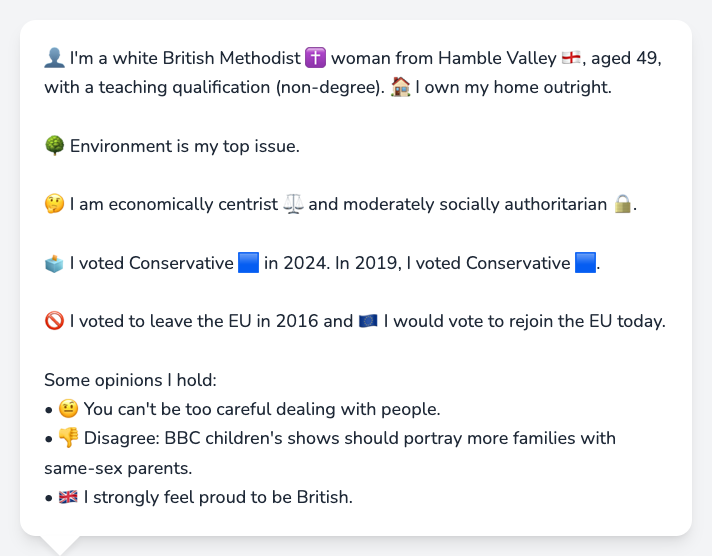 👤 I'm a white British Methodist ✝️ woman from Hamble Valley 🏴󠁧󠁢󠁥󠁮󠁧󠁿, aged 49,
with a teaching qualification (non-degree). 🏠 I own my home outright.
🌳 Environment is my top issue.
🤔 I am economically centrist ⚖️ and moderately socially authoritarian 🔒.
🗳️ I voted Conservative 🟦 in 2024. In 2019, I voted Conservative 🟦.
🚫 I voted to leave the EU in 2016 and 🇪🇺 I would vote to rejoin the EU today.
Some opinions I hold:
• 🤨 You can't be too careful dealing with people.
• 👎 Disagree: BBC children's shows should portray more families with
same-sex parents.
• 🇬🇧 I strongly feel proud to be British.